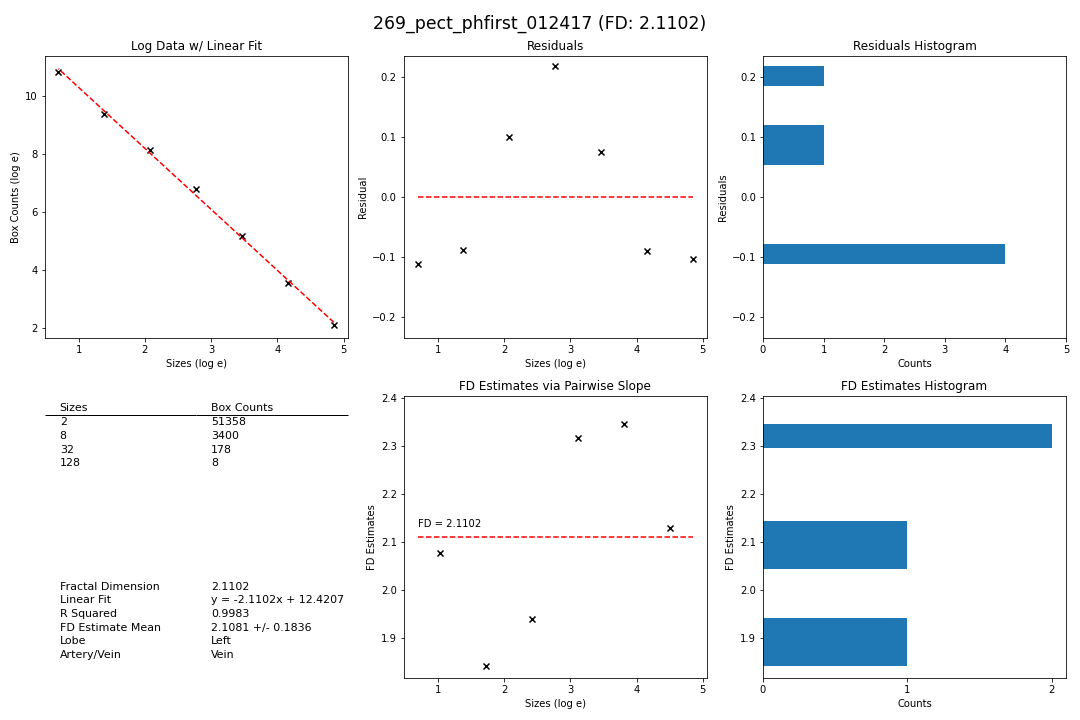 269_pect_phfirst_012417 (FD: 2.1102)
Log Data w/ Linear Fit
Box Counts (log e)
10
8
6
4
2
1 2 3 4 5
Sizes (log e)
Residuals
Residual
0.2
0.1
0.0
−0.1
−0.2
1 2 3 4 5
Sizes (log e)
Residuals Histogram
Residuals
0.2
0.1
0.0
−0.1
−0.2
0 1 2 3 4 5
Counts
Sizes Box Counts
2 51358
8 3400
32 178
128 8
Fractal Dimension 2.1102
Linear Fit y = -2.1102x + 12.4207
R Squared 0.9983
FD Estimate Mean 2.1081 +/- 0.1836
Lobe Left
Artery/Vein Vein
FD Estimates via Pairwise Slope
FD Estimates
2.4
2.3
2.2
2.1
2.0
1.9
FD = 2.1102
1 2 3 4 5
Sizes (log e)
FD Estimates Histogram
FD Estimates
2.4
2.3
2.2
2.1
2.0
1.9
0 1 2
Counts